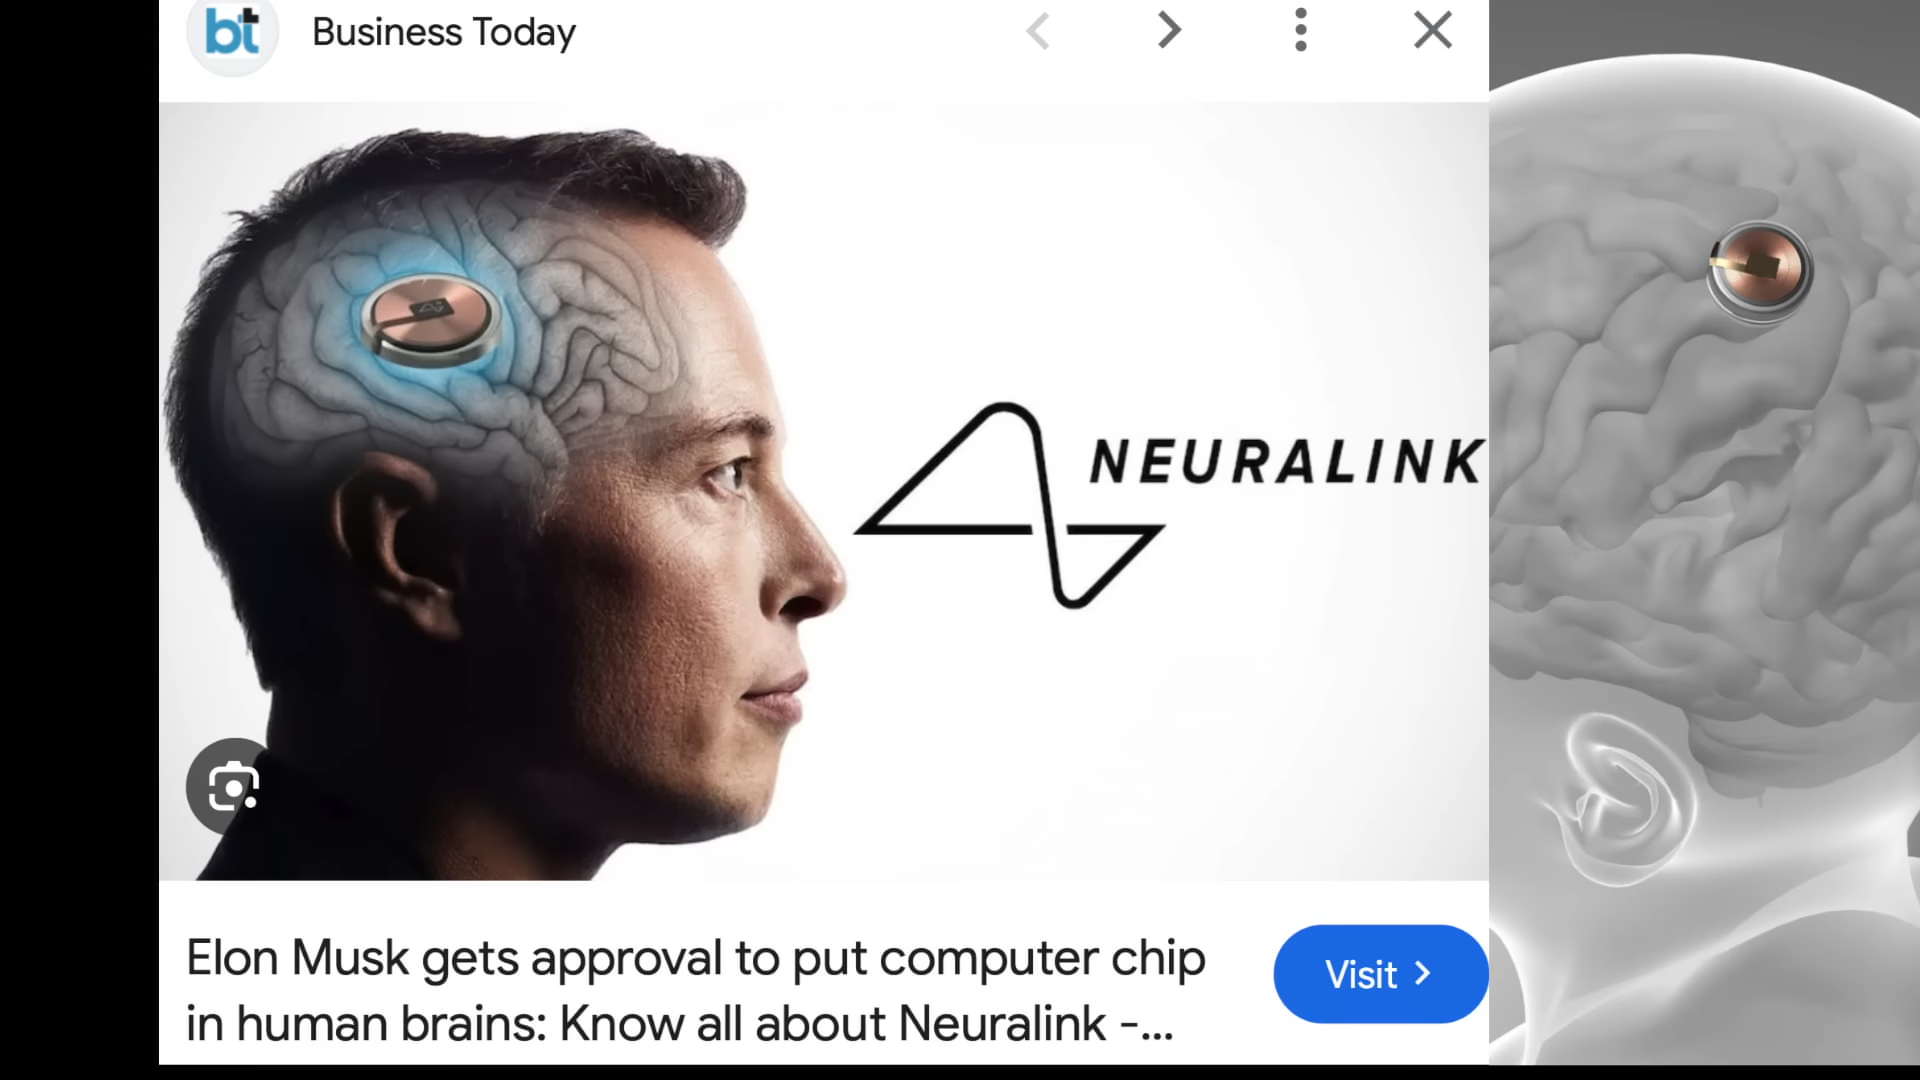 bt
Business Today
NEURALINK
Elon Musk gets approval to put computer chip
in human brains: Know all about Neuralink -...
Visit